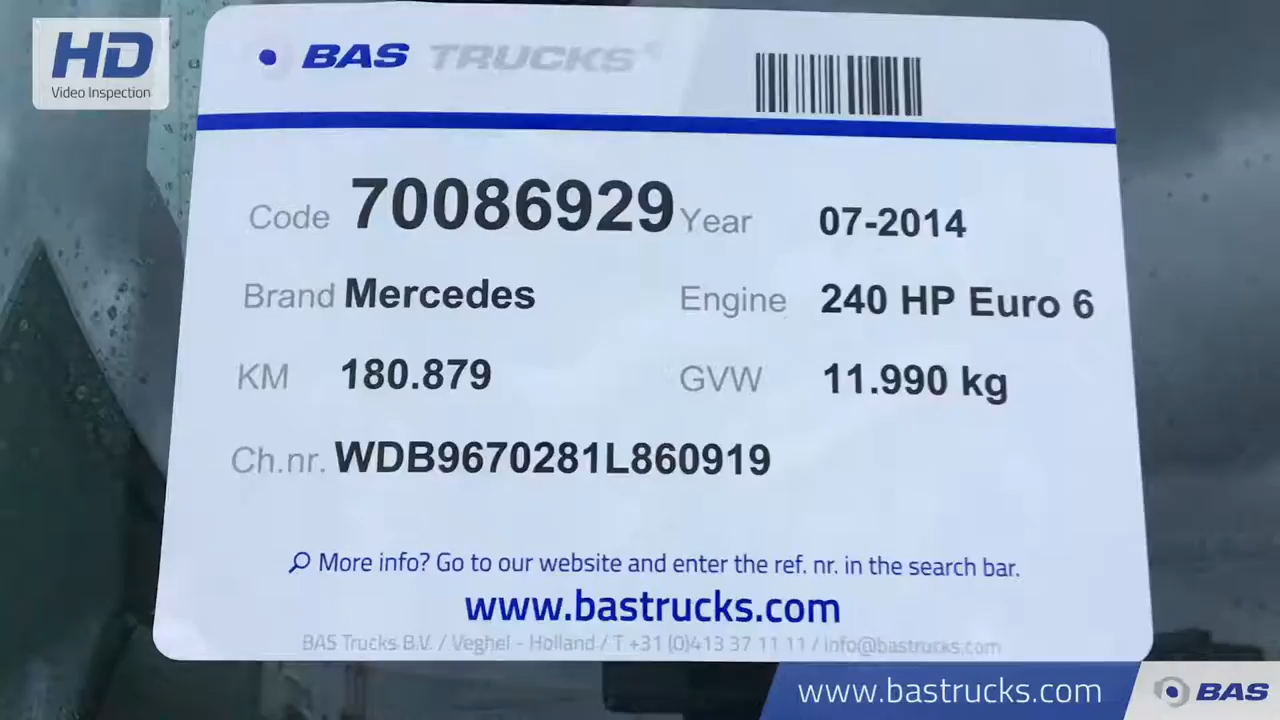 HD
Video Inspection
BAS TRUCKS
Code 70086929 Year 07-2014
Brand Mercedes Engine 240 HP Euro 6
KM 180.879 GVW 11.990 kg
Ch.nr. WDB9670281L860919
More info? Go to our website and enter the ref. nr. in the search bar.
www.bastrucks.com
BAS Trucks B.V. / Veghel - Holland / T +31 (0)413 37 11 11 / info@bastrucks.com
www.bastrucks.com BAS